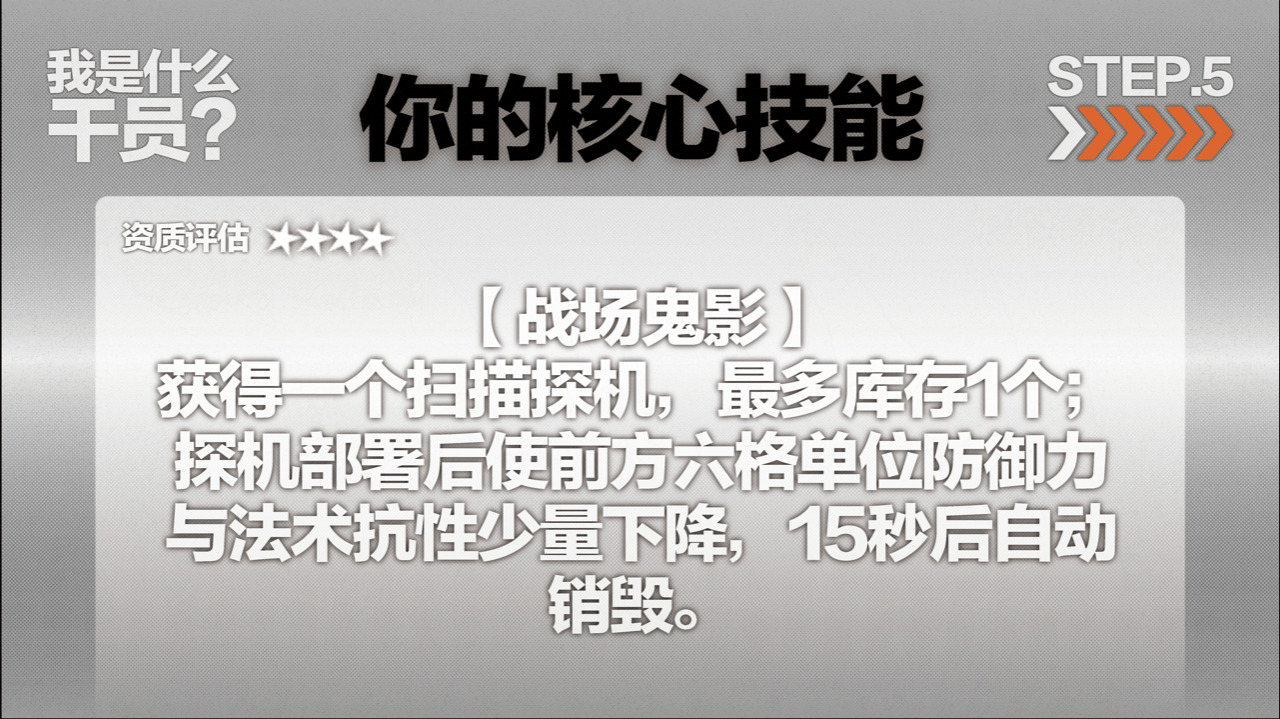 我是什么
干员?
你的核心技能
STEP.5
资质评估 ★★★★
【战场鬼影】
获得一个扫描探机，最多库存1个；
探机部署后使前方六格单位防御力
与法术抗性少量下降，15秒后自动
销毁。